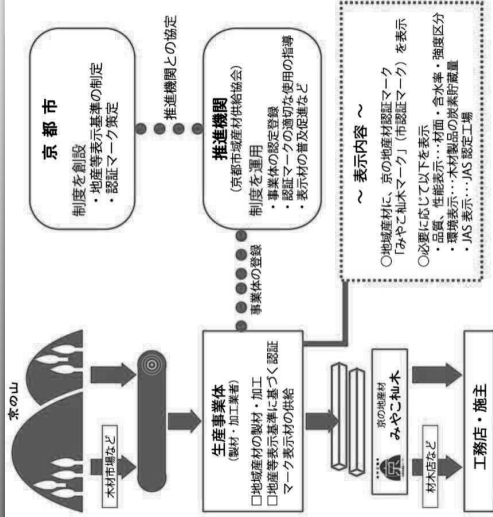 京の山
木材市場など
生産事業体
(製材・加工業者)
□地域産材の製材・加工
□地産等表示基準に基づく認証
マーク表示材の供給
京の地産材
みやこ杣木
材木店など
工務店・施主
事業体の登録
京都市
制度を創設
・地産等表示基準の制定
・認証マーク策定
推進機関との協定
推進機関
(京都市域産材供給協会)
制度を運用
・事業体の認定登録
・認証マークの適切な使用の指導
・表示材の普及促進など
~ 表示内容 ~
○地域産材に、京の地産材認証マーク
「みやこ杣木マーク」(市認証マーク)を表示
○必要に応じて以下を表示
・品質、性能表示‥材面・含水率・強度区分
・環境表示‥‥木材製品の炭素貯蔵量
・JAS 表示‥‥JAS 認定工場